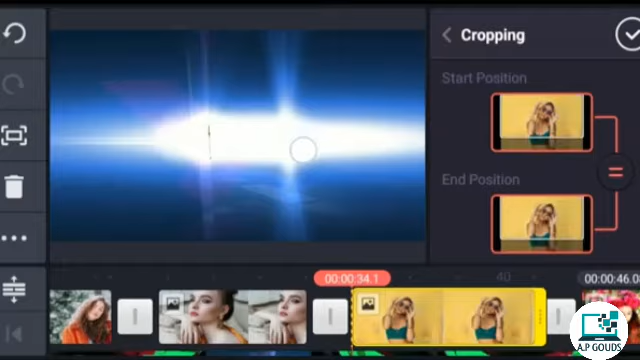 Cropping
Start Position
End Position
00:00:34.1
40
00:00:46.0
A.P GOUDS